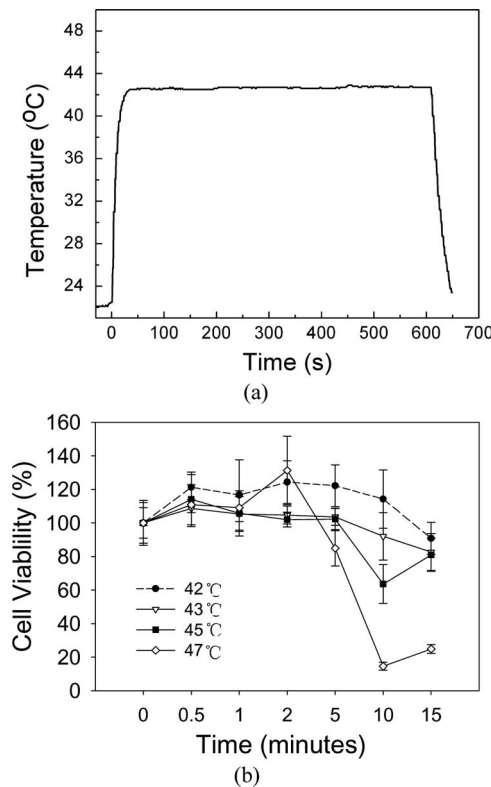 48
44
40
36
32
28
24
Temperature (°C)
0 100 200 300 400 500 600 700
Time (s)
(a)
160
140
120
100
80
60
40
20
0
Cell Viablility (%)
42℃
43℃
45℃
47℃
0 0.5 1 2 5 10 15
Time (minutes)
(b)